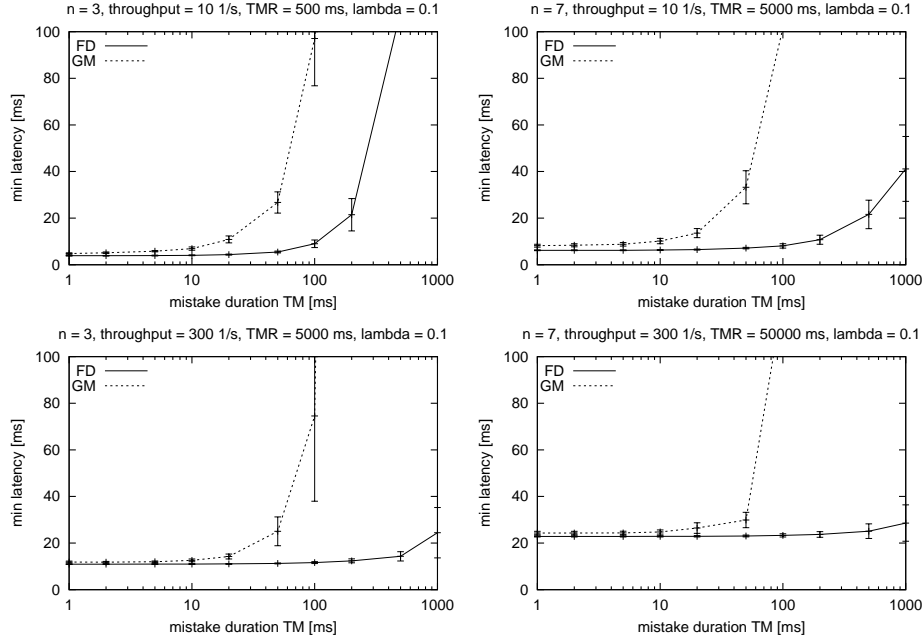 n = 3, throughput = 10 1/s, TMR = 500 ms, lambda = 0.1
100
80
60
40
20
0
min latency [ms]
FD
GM
1 10 100 1000
mistake duration TM [ms]
n = 7, throughput = 10 1/s, TMR = 5000 ms, lambda = 0.1
100
80
60
40
20
0
min latency [ms]
FD
GM
1 10 100 1000
mistake duration TM [ms]
n = 3, throughput = 300 1/s, TMR = 5000 ms, lambda = 0.1
100
80
60
40
20
0
min latency [ms]
FD
GM
1 10 100 1000
mistake duration TM [ms]
n = 7, throughput = 300 1/s, TMR = 50000 ms, lambda = 0.1
100
80
60
40
20
0
min latency [ms]
FD
GM
1 10 100 1000
mistake duration TM [ms]